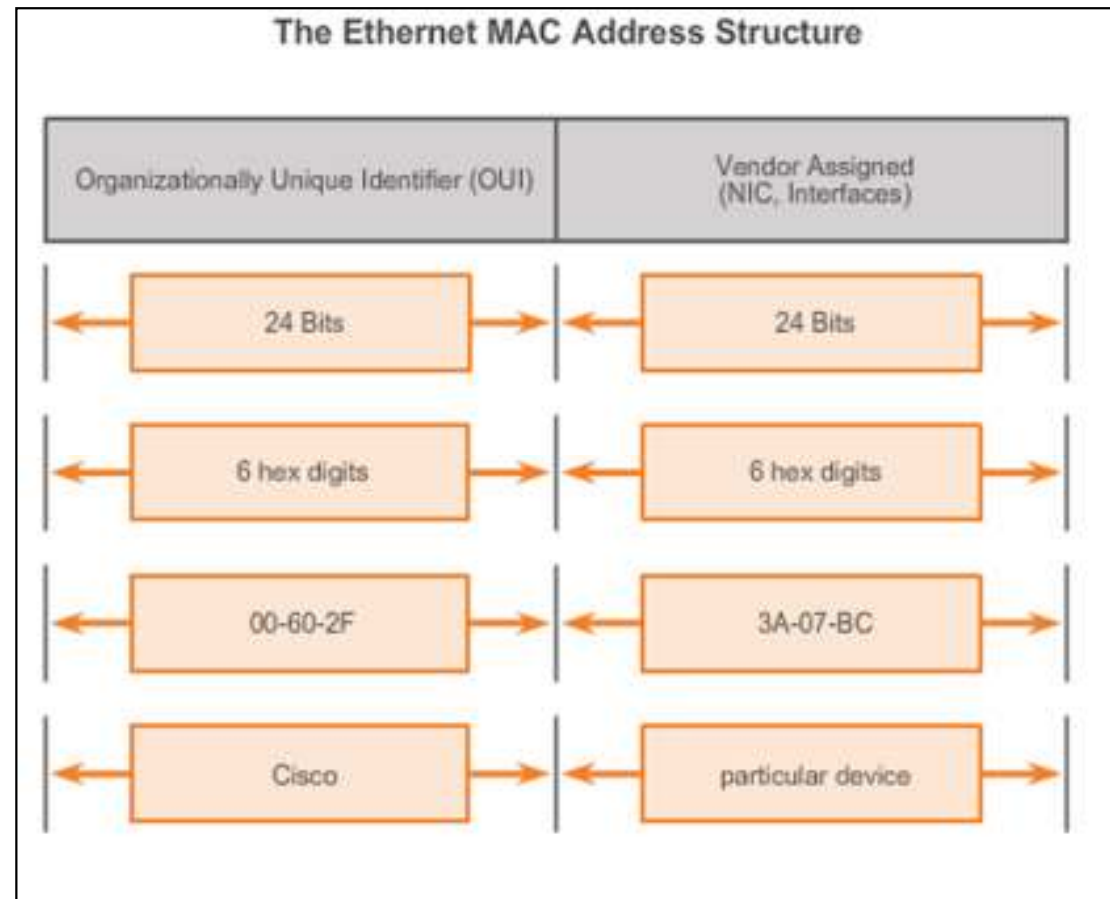 The Ethernet MAC Address Structure
Organizationally Unique Identifier (OUI)
Vendor Assigned
(NIC, Interfaces)
24 Bits
24 Bits
6 hex digits
6 hex digits
00-60-2F
3A-07-BC
Cisco
particular device